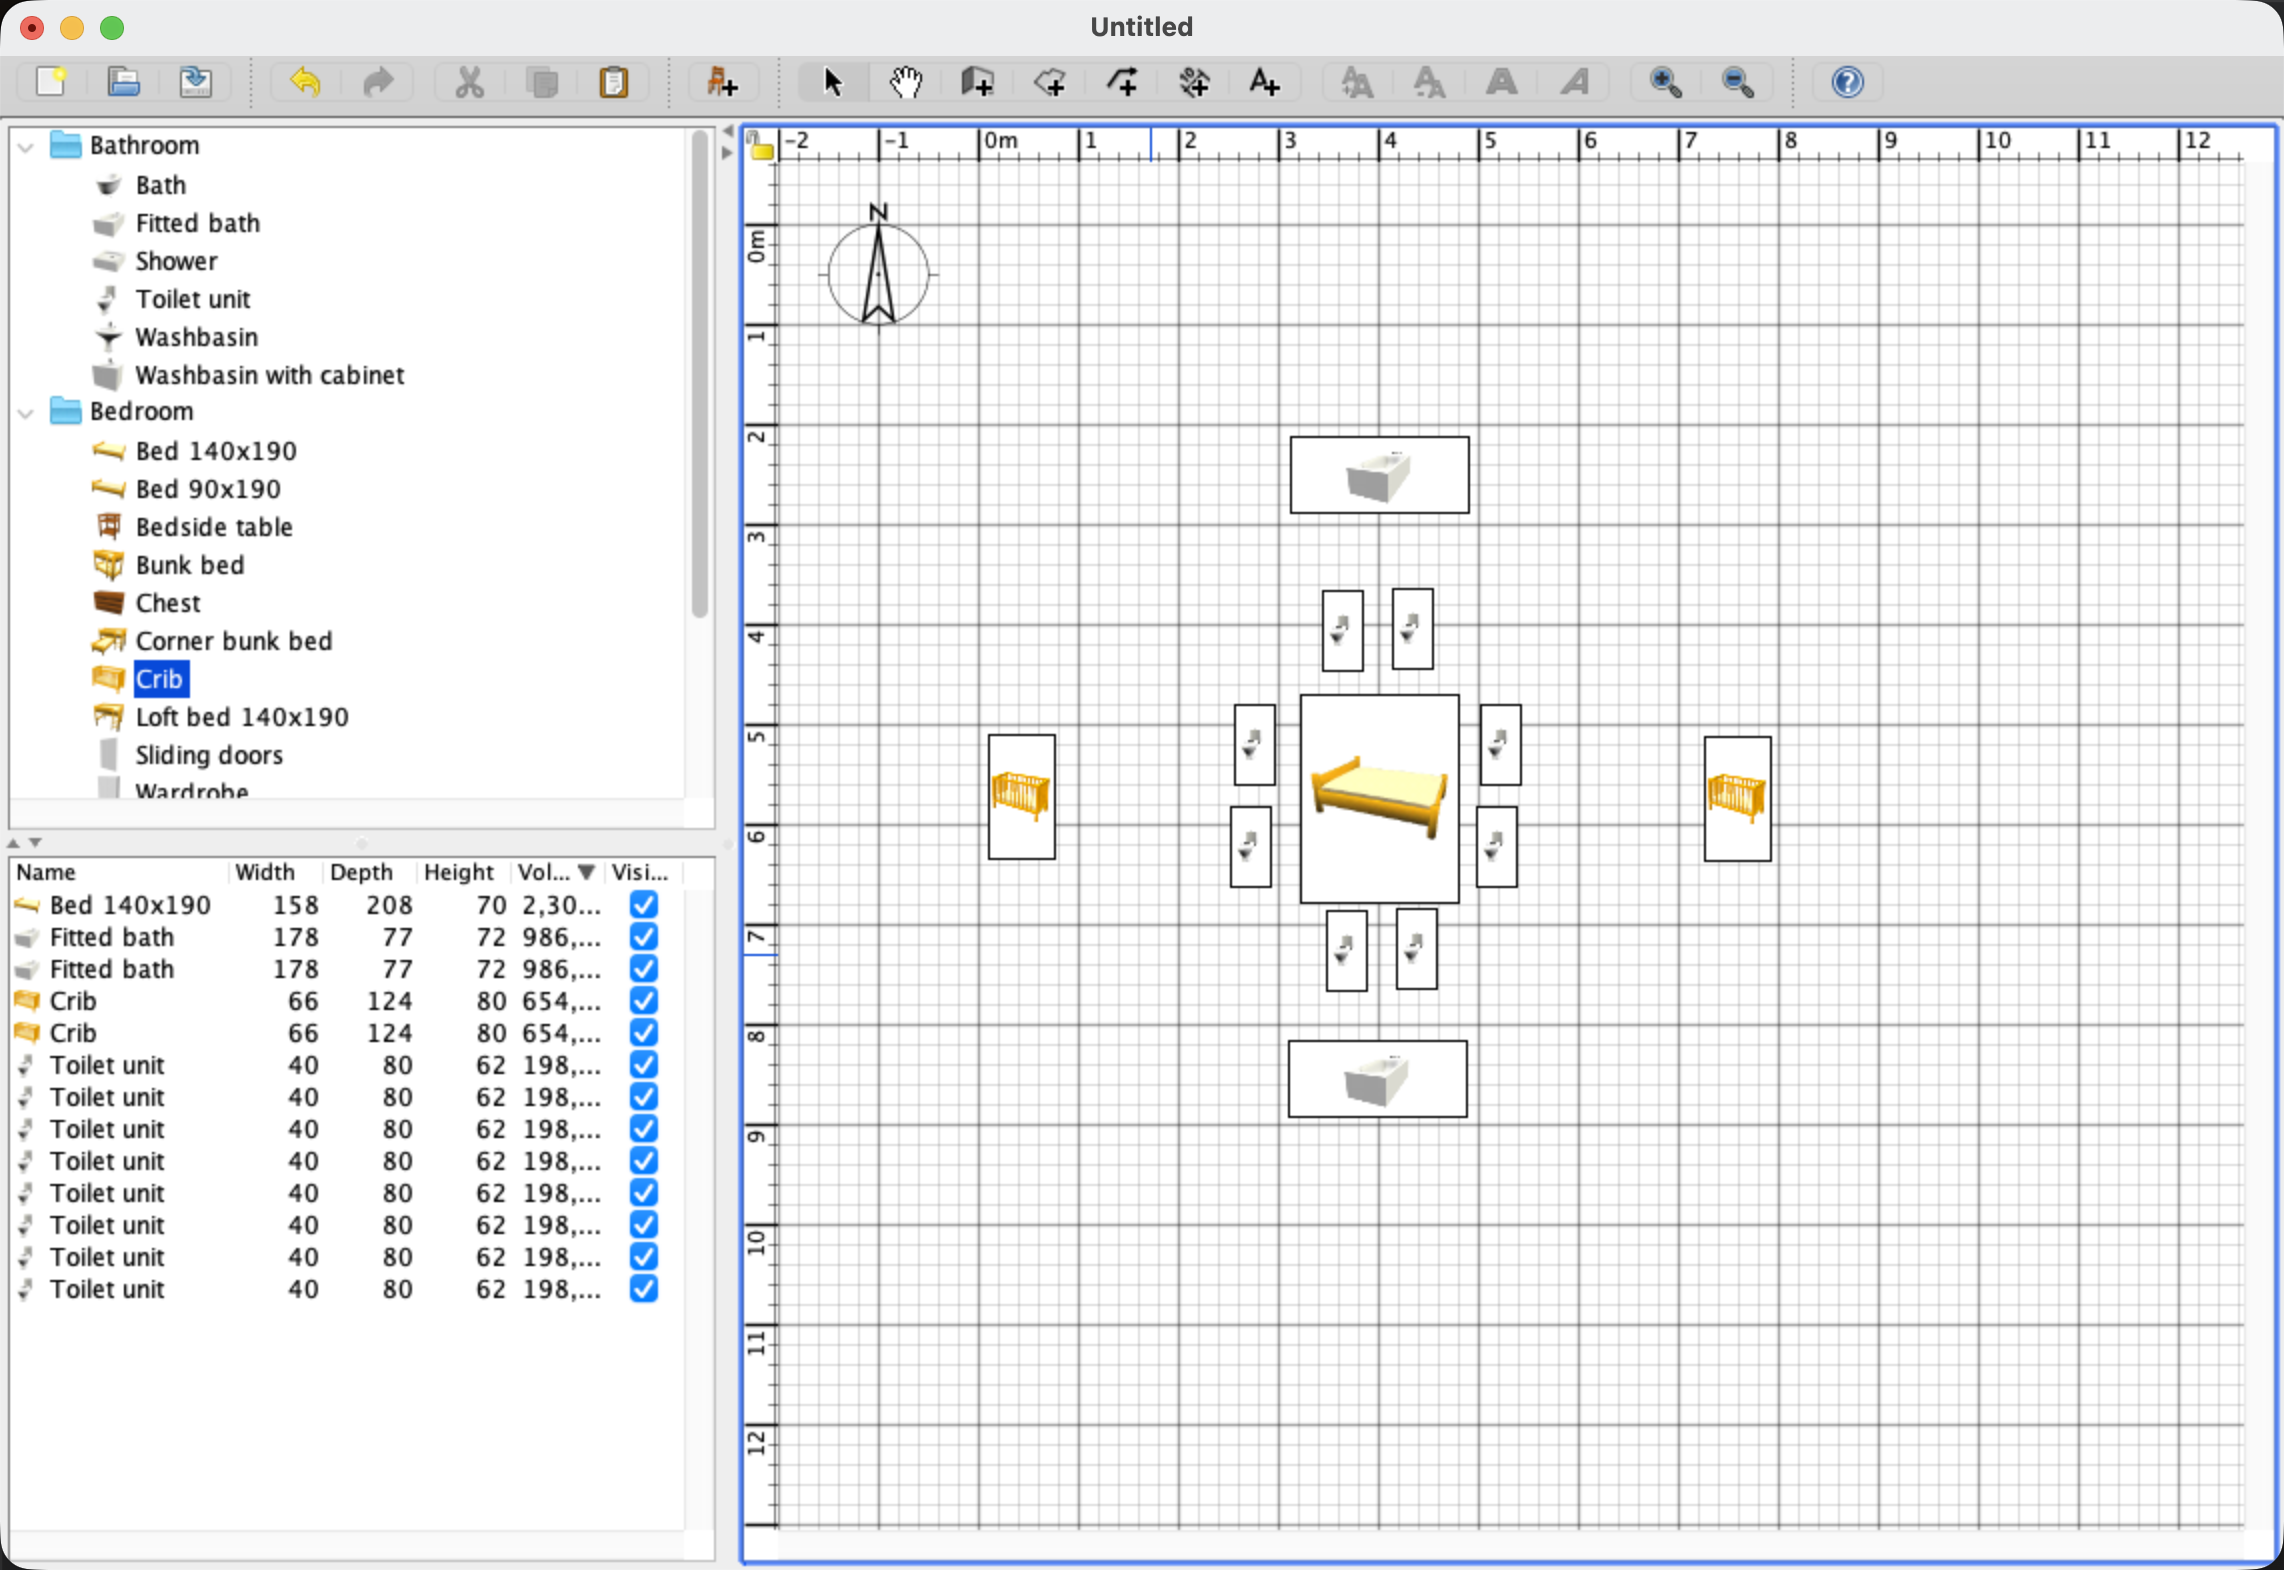 Untitled
Bathroom
Bath
Fitted bath
Shower
Toilet unit
Washbasin
Washbasin with cabinet
Bedroom
Bed 140x190
Bed 90x190
Bedside table
Bunk bed
Chest
Corner bunk bed
Crib
Loft bed 140x190
Sliding doors
Wardrobe
Name Width Depth Height Vol... Visi...
Bed 140x190 158 208 70 2,30...
Fitted bath 178 77 72 986,...
Fitted bath 178 77 72 986,...
Crib 66 124 80 654,...
Crib 66 124 80 654,...
Toilet unit 40 80 62 198,...
Toilet unit 40 80 62 198,...
Toilet unit 40 80 62 198,...
Toilet unit 40 80 62 198,...
Toilet unit 40 80 62 198,...
Toilet unit 40 80 62 198,...
Toilet unit 40 80 62 198,...
Toilet unit 40 80 62 198,...
-2 -1 0m 1 2 3 4 5 6 7 8 9 10 11 12
N
0m
1
2
3
4
5
6
7
8
9
10
11
12